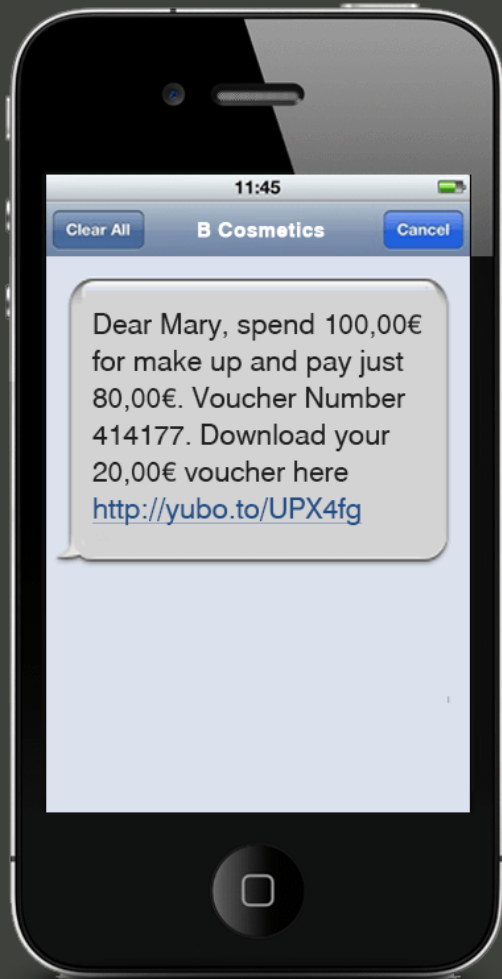 11:45
Clear All B Cosmetics Cancel
Dear Mary, spend 100,00€
for make up and pay just
80,00€. Voucher Number
414177. Download your
20,00€ voucher here
http://yubo.to/UPX4fg